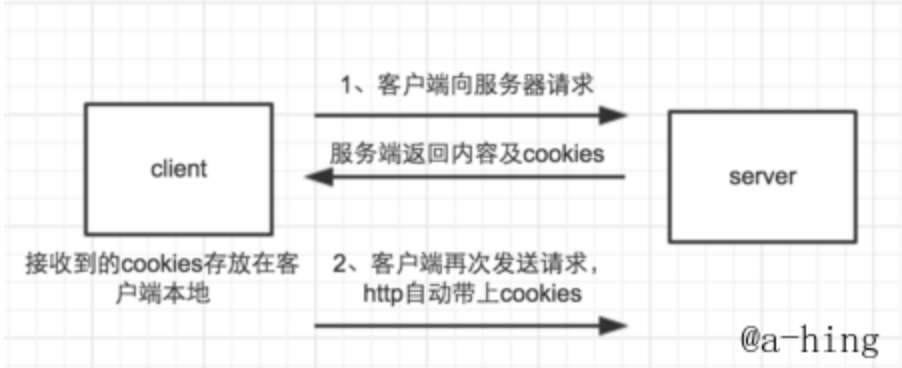 1、客户端向服务器请求
client
服务端返回内容及cookies
server
接收到的cookies存放在客
户端本地
2、客户端再次发送请求，
http自动带上cookies
@a-hing